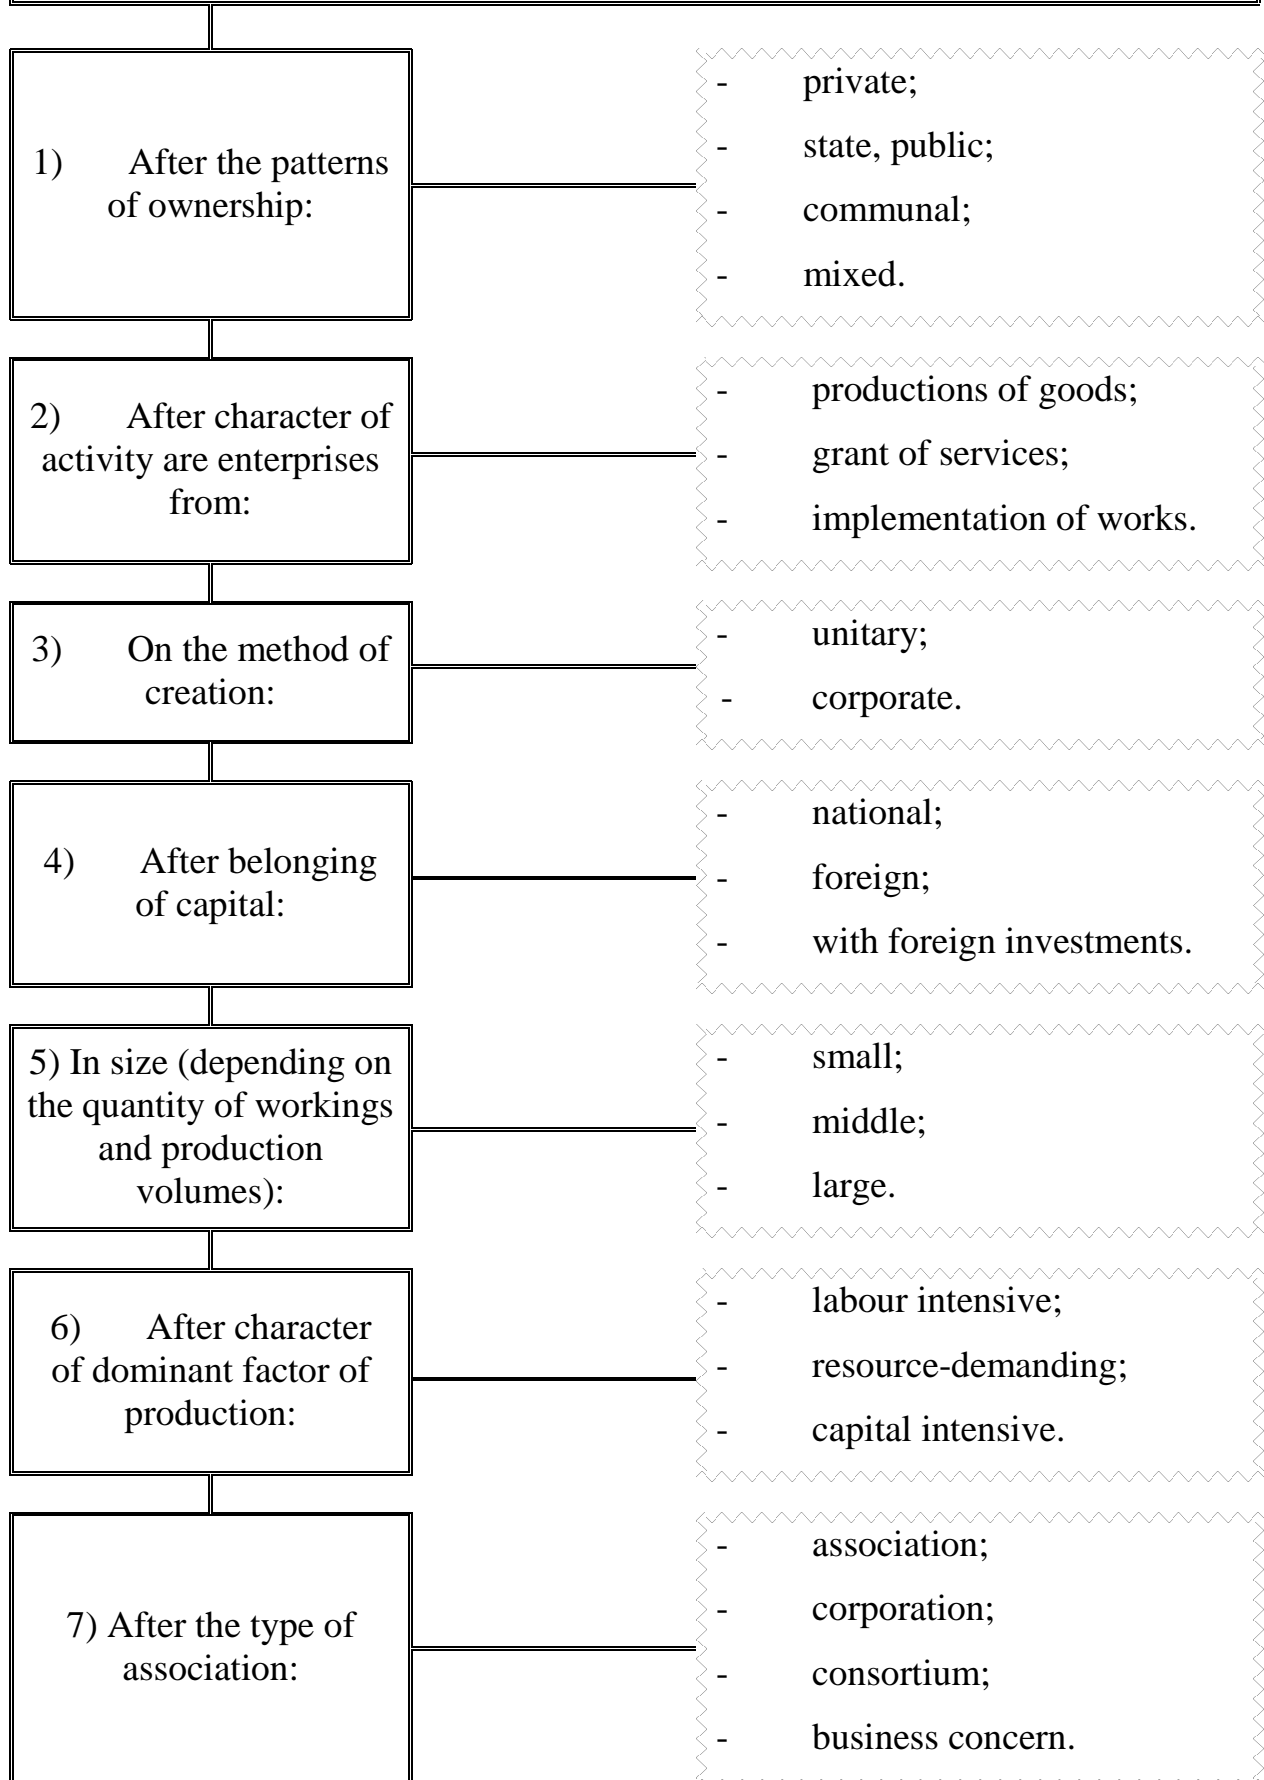 1) After the patterns
of ownership:
- private;
- state, public;
- communal;
- mixed.
2) After character of
activity are enterprises
from:
- productions of goods;
- grant of services;
- implementation of works.
3) On the method of
creation:
- unitary;
- corporate.
4) After belonging
of capital:
- national;
- foreign;
- with foreign investments.
5) In size (depending on
the quantity of workings
and production
volumes):
- small;
- middle;
- large.
6) After character
of dominant factor of
production:
- labour intensive;
- resource-demanding;
- capital intensive.
7) After the type of
association:
- association;
- corporation;
- consortium;
- business concern.